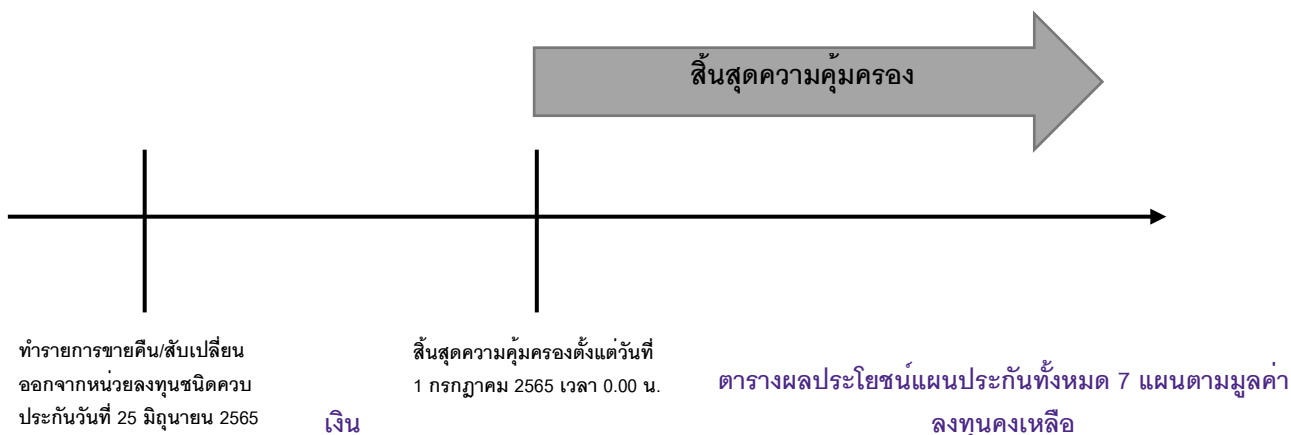 สิ้นสุดความคุ้มครอง
ทำรายการขายคืน/สับเปลี่ยน
ออกจากหน่วยลงทุนชนิดควบ
ประกันวันที่ 25 มิถุนายน 2565
สิ้นสุดความคุ้มครองตั้งแต่วันที่
1 กรกฎาคม 2565 เวลา 0.00 น.
ตารางผลประโยชน์แผนประกันทั้งหมด 7 แผนตามมูลค่า
เงิน
ลงทุนคงเหลือ